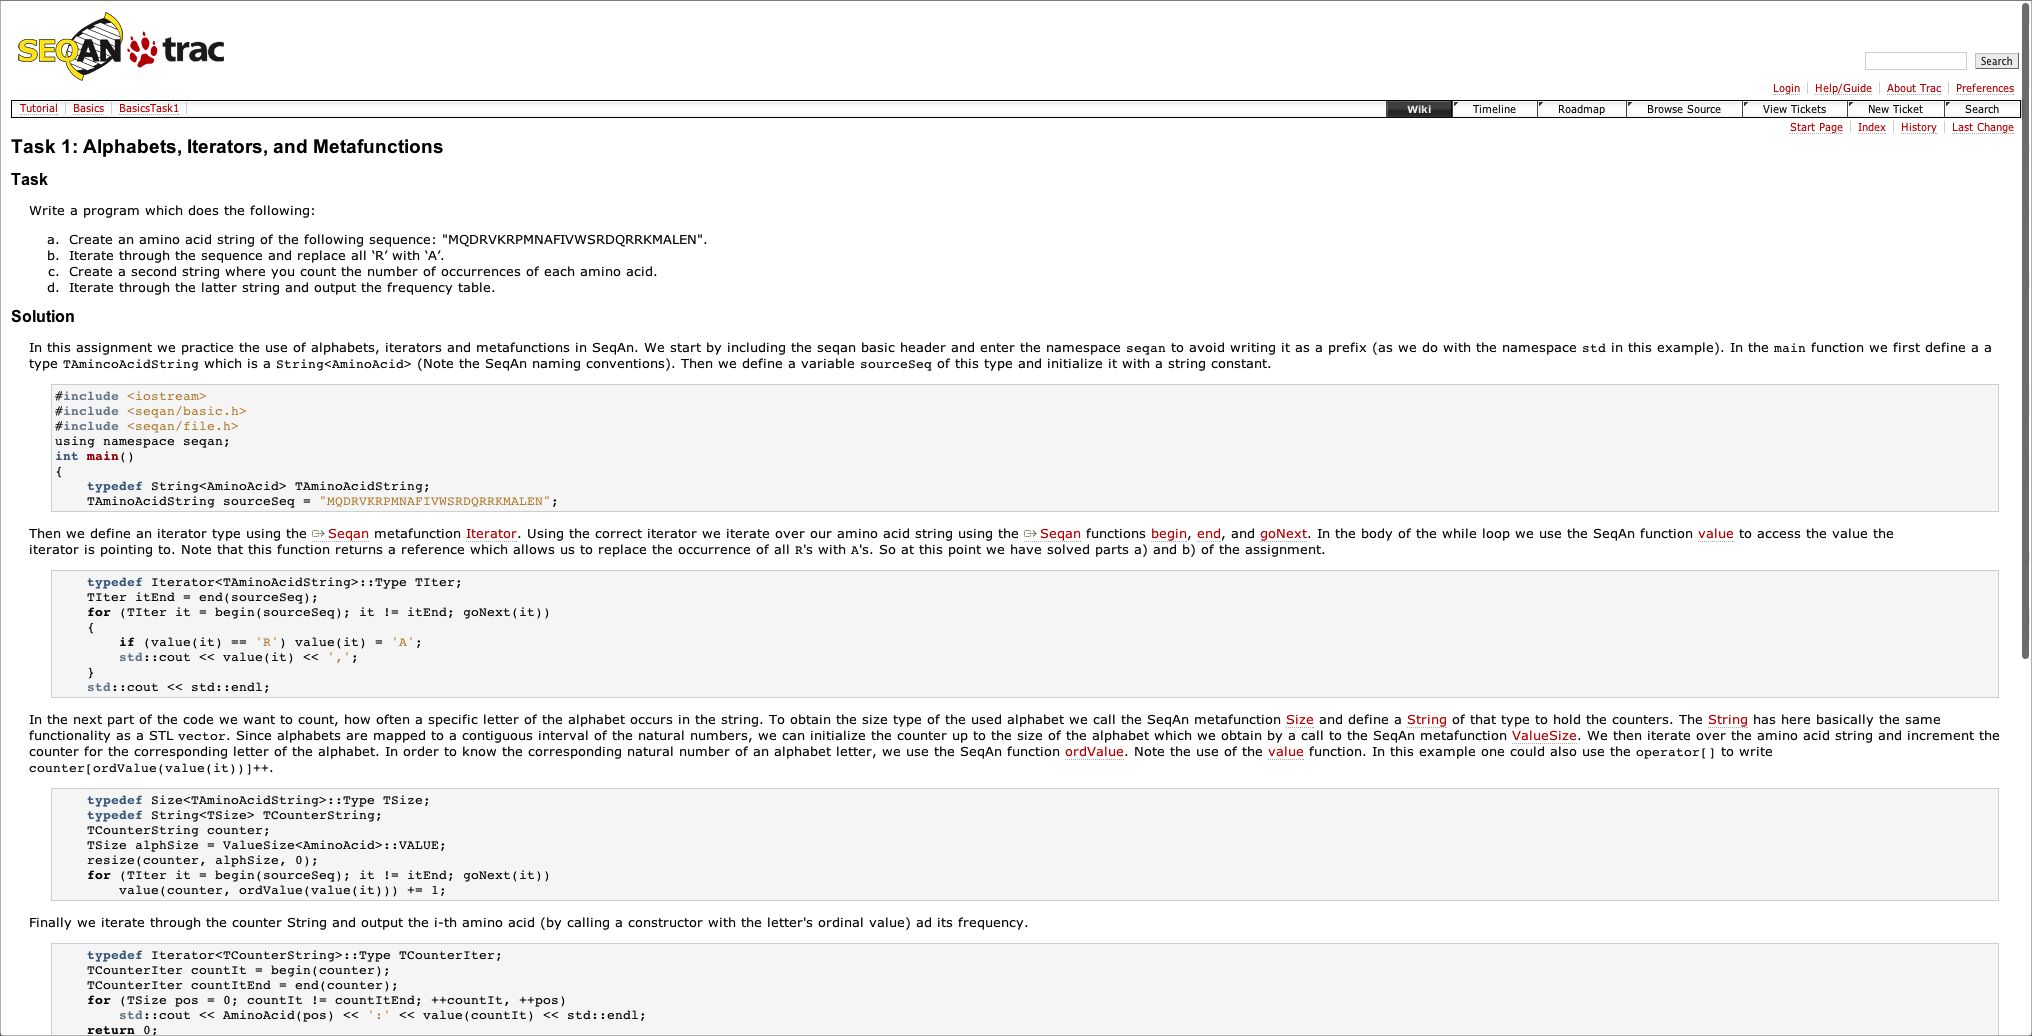 SEQAN trac
Search
Login Help/Guide About Trac Preferences
Tutorial Basics BasicsTask1 Wiki Timeline Roadmap Browse Source View Tickets New Ticket Search
Start Page Index History Last Change
Task 1: Alphabets, Iterators, and Metafunctions
Task
Write a program which does the following:
a. Create an amino acid string of the following sequence: "MQDRVKRPMNAFIVWSRDQRRKMALEN".
b. Iterate through the sequence and replace all ‘R’ with ‘A’.
c. Create a second string where you count the number of occurrences of each amino acid.
d. Iterate through the latter string and output the frequency table.
Solution
In this assignment we practice the use of alphabets, iterators and metafunctions in SeqAn. We start by including the seqan basic header and enter the namespace seqan to avoid writing it as a prefix (as we do with the namespace std in this example). In the main function we first define a a
type TAmincoAcidString which is a String<AminoAcid> (Note the SeqAn naming conventions). Then we define a variable sourceSeq of this type and initialize it with a string constant.
#include <iostream>
#include <seqan/basic.h>
#include <seqan/file.h>
using namespace seqan;
int main()
{
typedef String<AminoAcid> TAminoAcidString;
TAminoAcidString sourceSeq = "MQDRVKRPMNAFIVWSRDQRRKMALEN";
Then we define an iterator type using the Seqan metafunction Iterator. Using the correct iterator we iterate over our amino acid string using the Seqan functions begin, end, and goNext. In the body of the while loop we use the SeqAn function value to access the value the
iterator is pointing to. Note that this function returns a reference which allows us to replace the occurrence of all R's with A's. So at this point we have solved parts a) and b) of the assignment.
typedef Iterator<TAminoAcidString>::Type TIter;
TIter itEnd = end(sourceSeq);
for (TIter it = begin(sourceSeq); it != itEnd; goNext(it))
{
if (value(it) == 'R') value(it) = 'A';
std::cout << value(it) << ',';
}
std::cout << std::endl;
In the next part of the code we want to count, how often a specific letter of the alphabet occurs in the string. To obtain the size type of the used alphabet we call the SeqAn metafunction Size and define a String of that type to hold the counters. The String has here basically the same
functionality as a STL vector. Since alphabets are mapped to a contiguous interval of the natural numbers, we can initialize the counter up to the size of the alphabet which we obtain by a call to the SeqAn metafunction ValueSize. We then iterate over the amino acid string and increment the
counter for the corresponding letter of the alphabet. In order to know the corresponding natural number of an alphabet letter, we use the SeqAn function ordValue. Note the use of the value function. In this example one could also use the operator[] to write
counter[ordValue(value(it))]++.
typedef Size<TAminoAcidString>::Type TSize;
typedef String<TSize> TCounterString;
TCounterString counter;
TSize alphSize = ValueSize<AminoAcid>::VALUE;
resize(counter, alphSize, 0);
for (TIter it = begin(sourceSeq); it != itEnd; goNext(it))
value(counter, ordValue(value(it))) += 1;
Finally we iterate through the counter String and output the i-th amino acid (by calling a constructor with the letter's ordinal value) ad its frequency.
typedef Iterator<TCounterString>::Type TCounterIter;
TCounterIter countIt = begin(counter);
TCounterIter countItEnd = end(counter);
for (TSize pos = 0; countIt != countItEnd; ++countIt, ++pos)
std::cout << AminoAcid(pos) << ':' << value(countIt) << std::endl;
return 0;